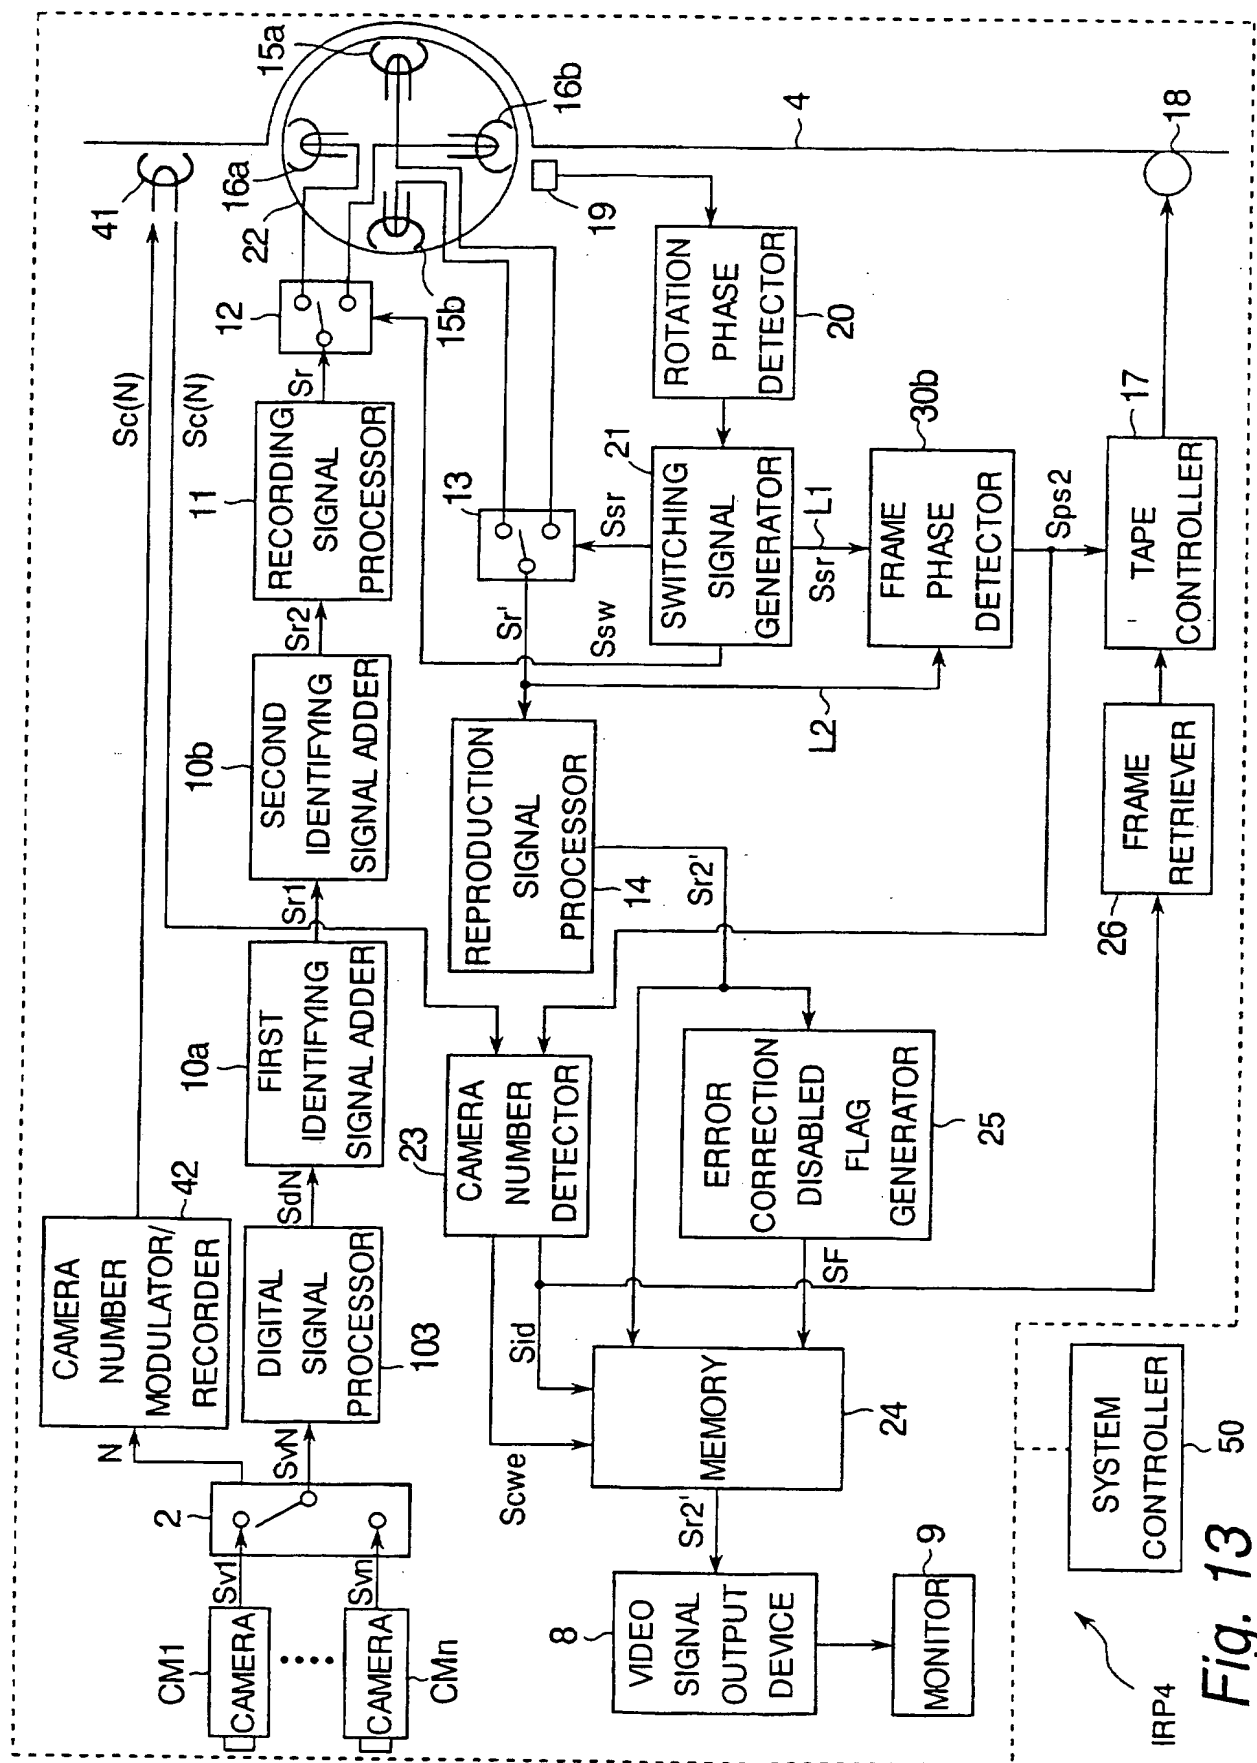 CM1
CAMERA
CAMERA
CMn
Sv1
Svn
2
N
SvN
CAMERA
NUMBER
MODULATOR/
RECORDER
42
DIGITAL
SIGNAL
PROCESSOR
103
SdN
10a
FIRST
IDENTIFYING
SIGNAL ADDER
Sr1
10b
SECOND
IDENTIFYING
SIGNAL ADDER
Sr2
11
RECORDING
SIGNAL
PROCESSOR
Sr
12
Sc(N)
Sc(N)
41
22
16a
15a
16b
15b
19
4
18
23
CAMERA
NUMBER
DETECTOR
REPRODUCTION
SIGNAL
PROCESSOR
14
Sr'
13
Ssw
Ssr
21
SWITCHING
SIGNAL
GENERATOR
ROTATION
PHASE
DETECTOR
20
Ssr
L1
L2
30b
FRAME
PHASE
DETECTOR
Sps2
17
TAPE
CONTROLLER
FRAME
RETRIEVER
26
Sr2'
ERROR
CORRECTION
DISABLED
FLAG
GENERATOR
25
SF
Scwe
Sid
MEMORY
24
Sr2'
8
VIDEO
SIGNAL
OUTPUT
DEVICE
MONITOR
9
SYSTEM
CONTROLLER
50
IRP4
Fig. 13